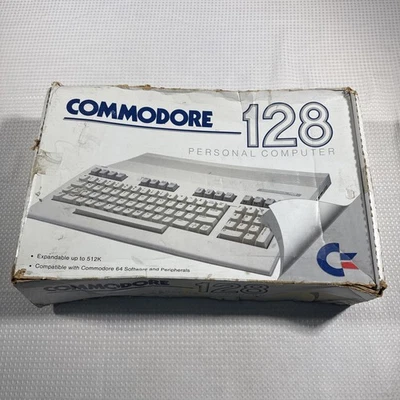 COMMODORE 128
PERSONAL COMPUTER
• Expandable up to 512K
• Compatible with Commodore 64 Software and Peripherals
COMMODORE 128